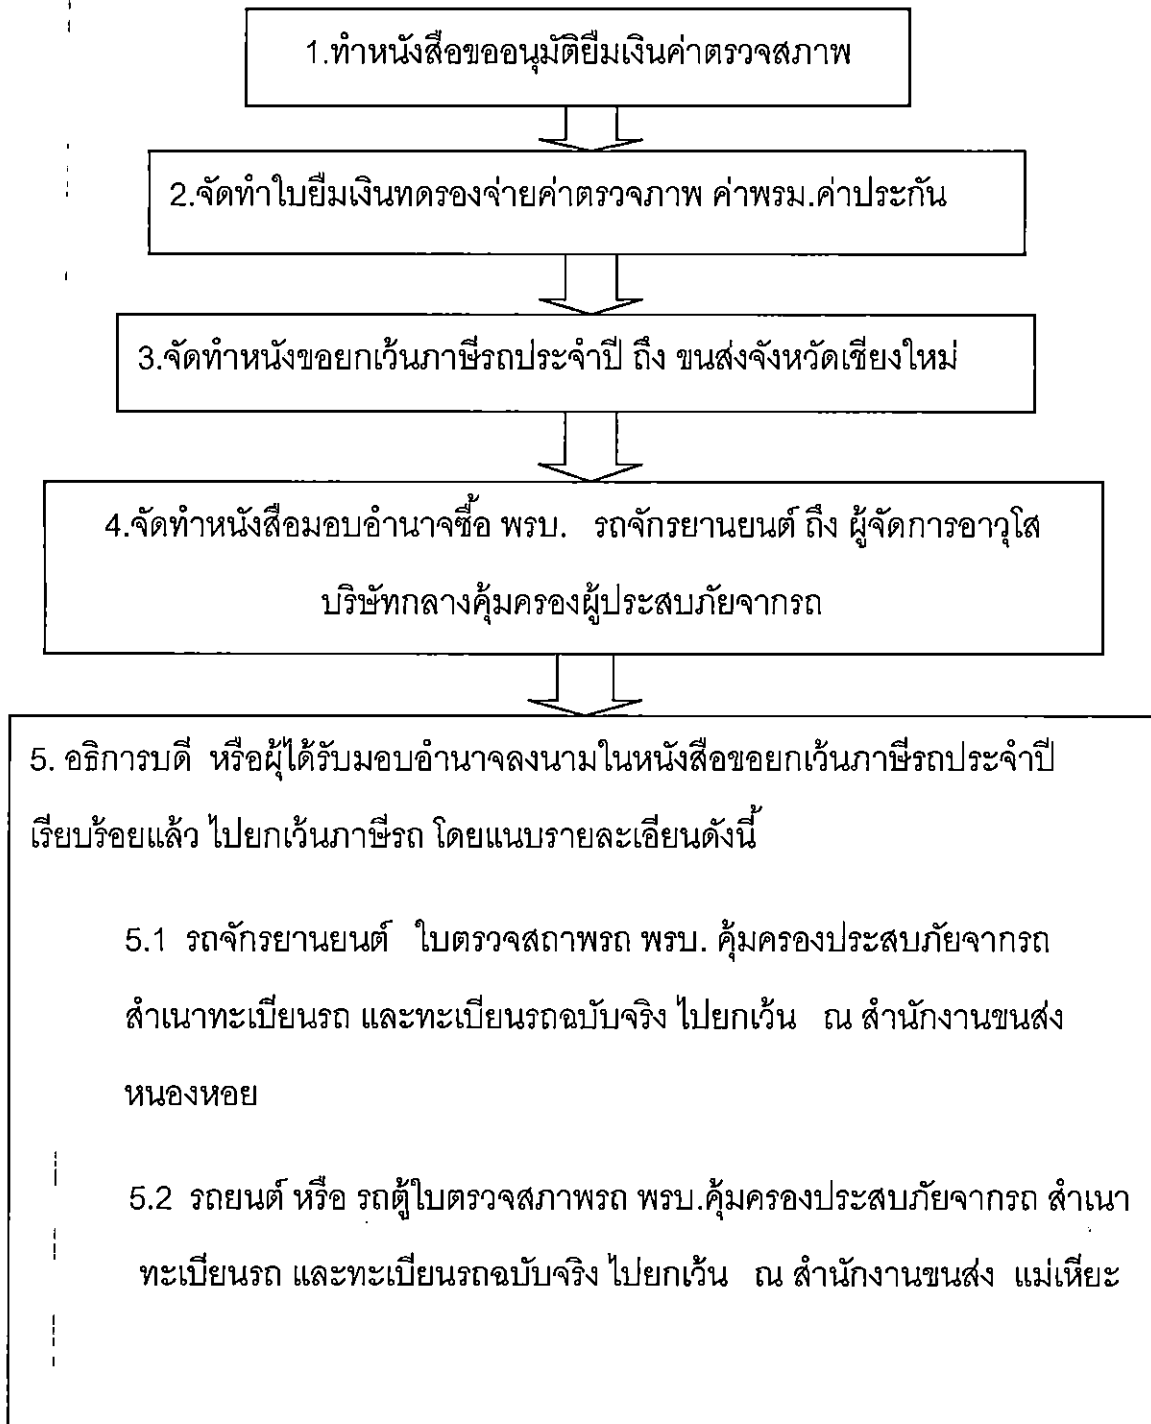 1.ทำหนังสือขออนุมัติยืมเงินค่าตรวจสภาพ
2.จัดทำใบยืมเงินทดรองจ่ายค่าตรวจภาพ ค่าพรม.ค่าประกัน
3.จัดทำหนังขอยกเว้นภาษีรถประจำปี ถึง ขนส่งจังหวัดเชียงใหม่
4.จัดทำหนังสือมอบอำนาจซื้อ พรบ. รถจักรยานยนต์ ถึง ผู้จัดการอาวุโส
บริษัทกลางคุ้มครองผู้ประสบภัยจากรถ
5. อธิการบดี หรือผุ้ได้รับมอบอำนาจลงนามในหนังสือขอยกเว้นภาษีรถประจำปี
เรียบร้อยแล้ว ไปยกเว้นภาษีรถ โดยแนบรายละเอียนดังนี้
5.1 รถจักรยานยนต์ ใบตรวจสถาพรถ พรบ. คุ้มครองประสบภัยจากรถ
สำเนาทะเบียนรถ และทะเบียนรถฉบับจริง ไปยกเว้น ณ สำนักงานขนส่ง
หนองหอย
5.2 รถยนต์ หรือ รถตู้ใบตรวจสภาพรถ พรบ.คุ้มครองประสบภัยจากรถ สำเนา
ทะเบียนรถ และทะเบียนรถฉบับจริง ไปยกเว้น ณ สำนักงานขนส่ง แม่เหียะ